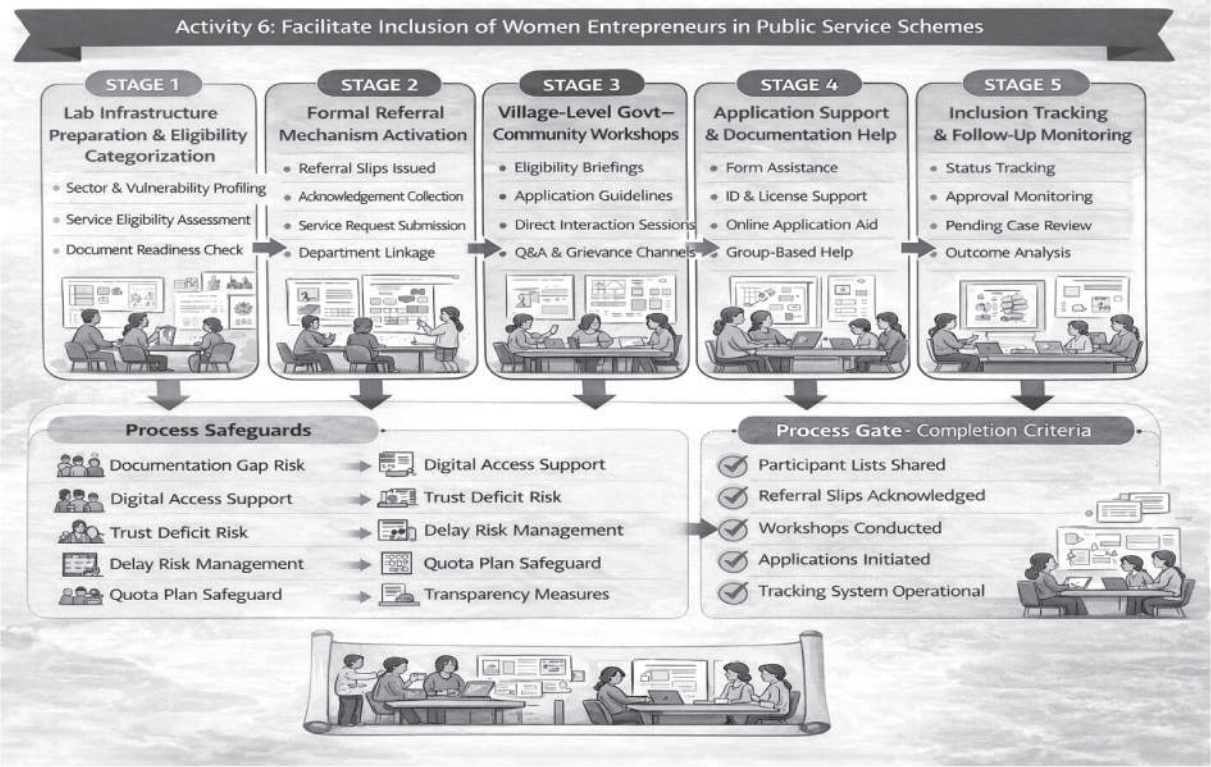 Activity 6: Facilitate Inclusion of Women Entrepreneurs in Public Service Schemes
STAGE 1
Lab Infrastructure
Preparation & Eligibility
Categorization
• Sector & Vulnerability Profiling
• Service Eligibility Assessment
• Document Readiness Check
STAGE 2
Formal Referral
Mechanism Activation
• Referral Slips Issued
• Acknowledgement Collection
• Service Request Submission
• Department Linkage
STAGE 3
Village-Level Govt–
Community Workshops
• Eligibility Briefings
• Application Guidelines
• Direct Interaction Sessions
• Q&A & Grievance Channels
STAGE 4
Application Support
& Documentation Help
• Form Assistance
• ID & License Support
• Online Application Aid
• Group-Based Help
STAGE 5
Inclusion Tracking
& Follow-Up Monitoring
• Status Tracking
• Approval Monitoring
• Pending Case Review
• Outcome Analysis
Process Safeguards
Documentation Gap Risk
Digital Access Support
Digital Access Support
Trust Deficit Risk
Trust Deficit Risk
Delay Risk Management
Delay Risk Management
Quota Plan Safeguard
Quota Plan Safeguard
Transparency Measures
Process Gate - Completion Criteria
Participant Lists Shared
Referral Slips Acknowledged
Workshops Conducted
Applications Initiated
Tracking System Operational